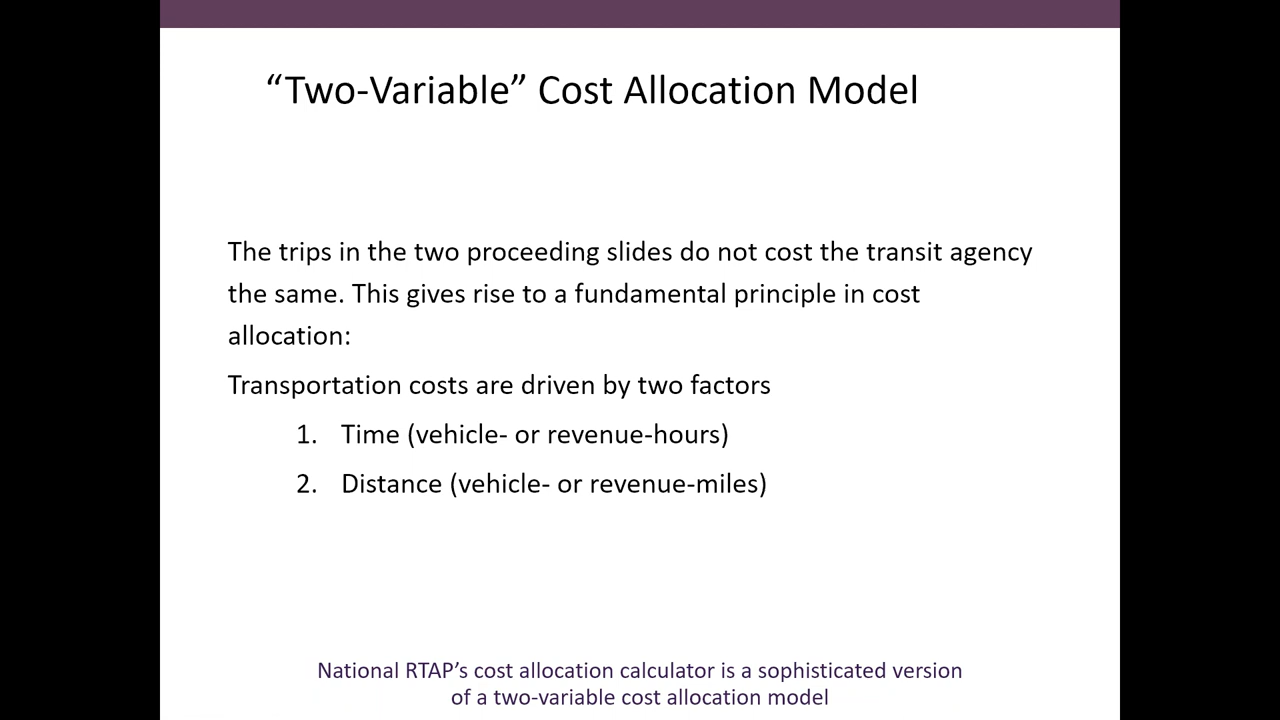 “Two-Variable” Cost Allocation Model
The trips in the two proceeding slides do not cost the transit agency
the same. This gives rise to a fundamental principle in cost
allocation:
Transportation costs are driven by two factors
1. Time (vehicle- or revenue-hours)
2. Distance (vehicle- or revenue-miles)
National RTAP’s cost allocation calculator is a sophisticated version
of a two-variable cost allocation model